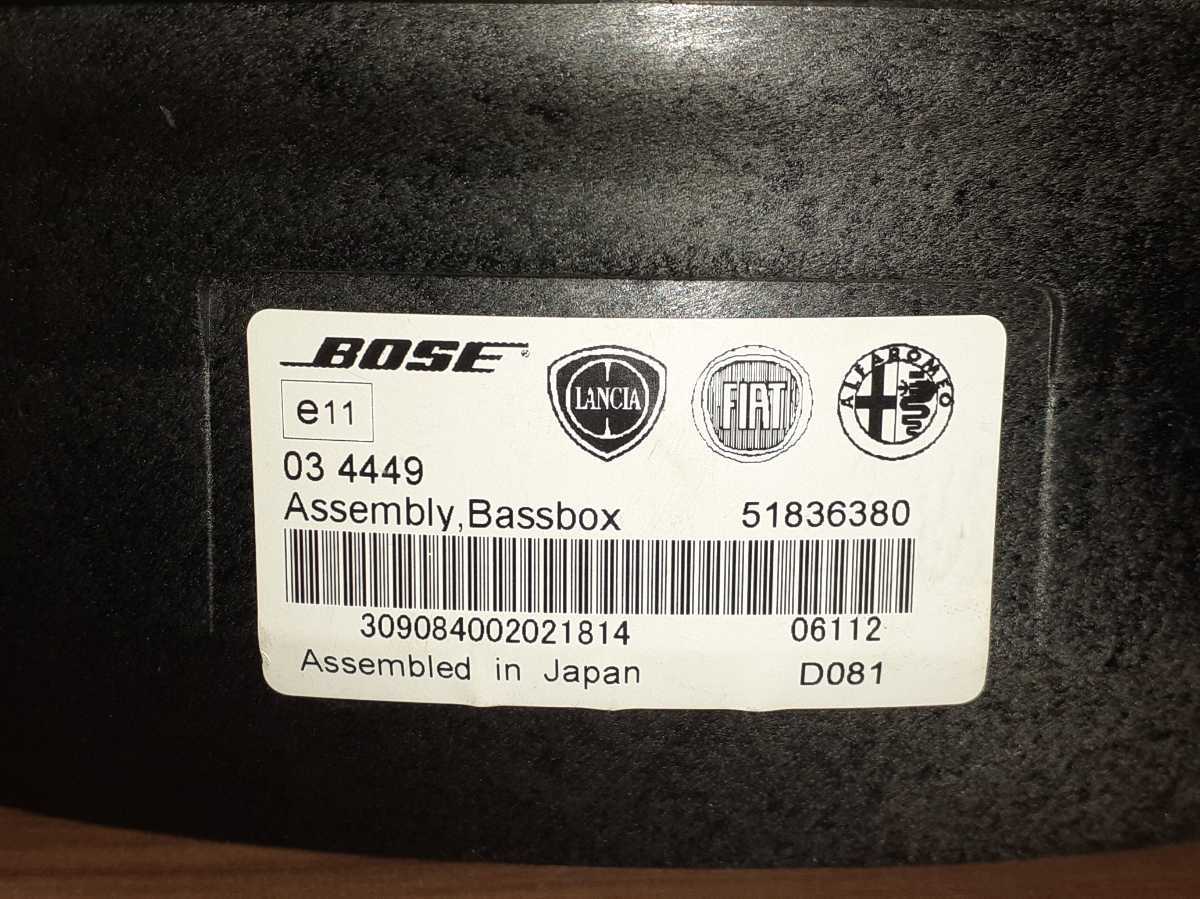 BOSE
LANCIA
FIAT
ALFA ROMEO
e11
03 4449
Assembly,Bassbox 51836380
309084002021814 06112
Assembled in Japan D081